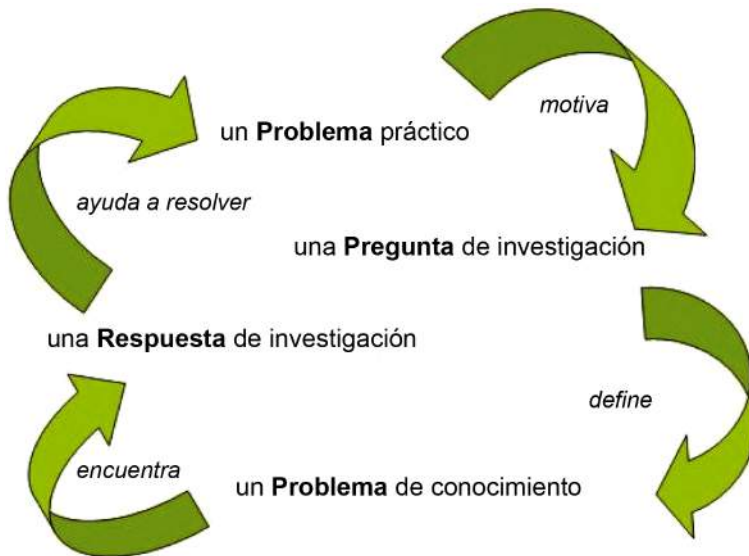 un Problema práctico
motiva
ayuda a resolver
una Pregunta de investigación
una Respuesta de investigación
define
encuentra
un Problema de conocimiento